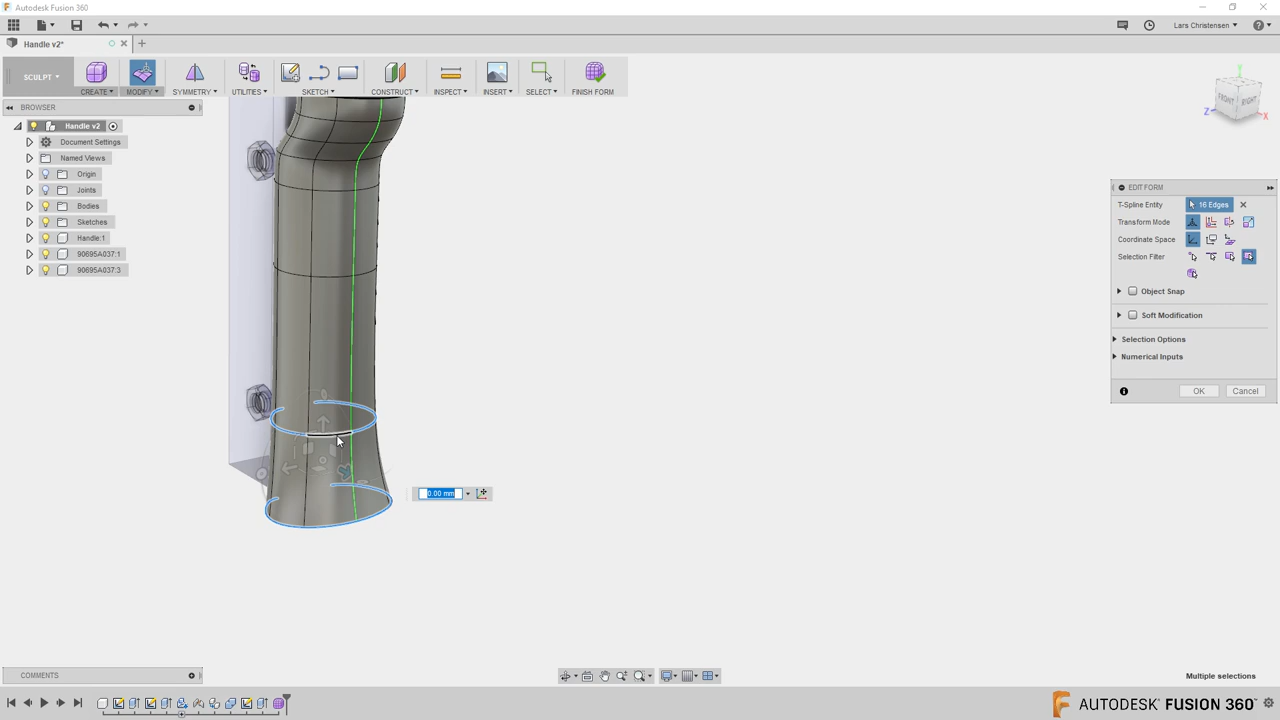 Autodesk Fusion 360
Lars Christensen
Handle v2*
SCULPT
CREATE
MODIFY
SYMMETRY
UTILITIES
SKETCH
CONSTRUCT
INSPECT
INSERT
SELECT
FINISH FORM
BROWSER
Handle v2
Document Settings
Named Views
Origin
Joints
Bodies
Sketches
Handle:1
90695A037:1
90695A037:3
FRONT
RIGHT
Y
Z
X
EDIT FORM
T-Spline Entity
16 Edges
Transform Mode
Coordinate Space
Selection Filter
Object Snap
Soft Modification
Selection Options
Numerical Inputs
OK
Cancel
0.00 mm
COMMENTS
Multiple selections
AUTODESK® FUSION 360™